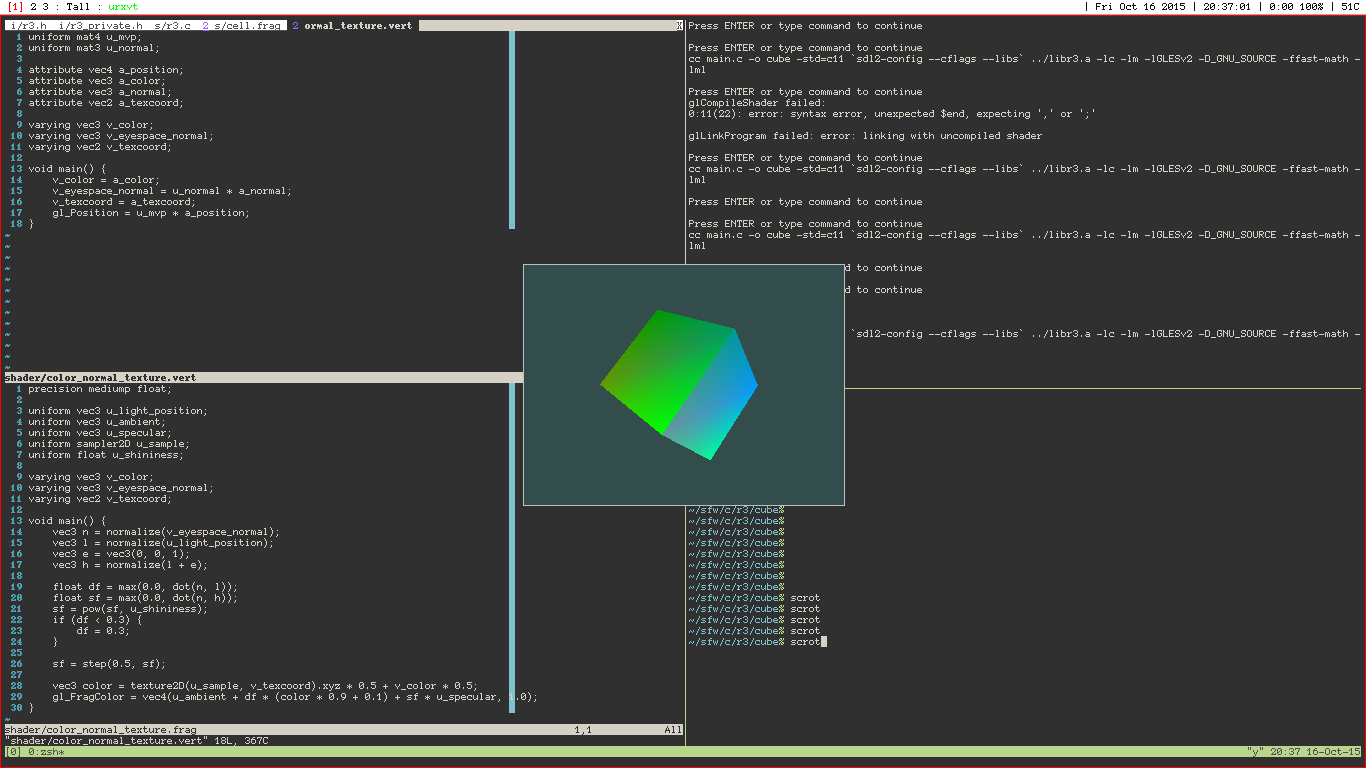 [1] 2 3 : Tall : urxvt
| Fri Oct 16 2015 | 20:37:01 | 0:00 100% | 51C
i/r3.h i/r3_private.h s/r3.c 2 s/cell.frag 2 ormal_texture.vert X
1 uniform mat4 u_mvp;
2 uniform mat3 u_normal;
3
4 attribute vec4 a_position;
5 attribute vec3 a_color;
6 attribute vec3 a_normal;
7 attribute vec2 a_texcoord;
8
9 varying vec3 v_color;
10 varying vec3 v_eyespace_normal;
11 varying vec2 v_texcoord;
12
13 void main() {
14     v_color = a_color;
15     v_eyespace_normal = u_normal * a_normal;
16     v_texcoord = a_texcoord;
17     gl_Position = u_mvp * a_position;
18 }
~
~
~
~
~
~
~
~
~
~
~
~
~
shader/color_normal_texture.vert
1 precision mediump float;
2
3 uniform vec3 u_light_position;
4 uniform vec3 u_ambient;
5 uniform vec3 u_specular;
6 uniform sampler2D u_sample;
7 uniform float u_shininess;
8
9 varying vec3 v_color;
10 varying vec3 v_eyespace_normal;
11 varying vec2 v_texcoord;
12
13 void main() {
14     vec3 n = normalize(v_eyespace_normal);
15     vec3 l = normalize(u_light_position);
16     vec3 e = vec3(0, 0, 1);
17     vec3 h = normalize(l + e);
18
19     float df = max(0.0, dot(n, l));
20     float sf = max(0.0, dot(n, h));
21     sf = pow(sf, u_shininess);
22     if (df < 0.3) {
23         df = 0.3;
24     }
25
26     sf = step(0.5, sf);
27
28     vec3 color = texture2D(u_sample, v_texcoord).xyz * 0.5 + v_color * 0.5;
29     gl_FragColor = vec4(u_ambient + df * (color * 0.9 + 0.1) + sf * u_specular, 1.0);
30 }
~
shader/color_normal_texture.frag 1,1 All
"shader/color_normal_texture.vert" 18L, 367C
Press ENTER or type command to continue
Press ENTER or type command to continue
cc main.c -o cube -std=c11 `sdl2-config --cflags --libs` ../libr3.a -lc -lm -lGLESv2 -D_GNU_SOURCE -ffast-math -
lml
Press ENTER or type command to continue
glCompileShader failed:
0:11(22): error: syntax error, unexpected $end, expecting ',' or ';'
glLinkProgram failed: error: linking with uncompiled shader
Press ENTER or type command to continue
cc main.c -o cube -std=c11 `sdl2-config --cflags --libs` ../libr3.a -lc -lm -lGLESv2 -D_GNU_SOURCE -ffast-math -
lml
Press ENTER or type command to continue
Press ENTER or type command to continue
cc main.c -o cube -std=c11 `sdl2-config --cflags --libs` ../libr3.a -lc -lm -lGLESv2 -D_GNU_SOURCE -ffast-math -
lml
d to continue
d to continue
`sdl2-config --cflags --libs` ../libr3.a -lc -lm -lGLESv2 -D_GNU_SOURCE -ffast-math -
~/sfw/c/r3/cube%
~/sfw/c/r3/cube%
~/sfw/c/r3/cube%
~/sfw/c/r3/cube%
~/sfw/c/r3/cube%
~/sfw/c/r3/cube%
~/sfw/c/r3/cube%
~/sfw/c/r3/cube%
~/sfw/c/r3/cube% scrot
~/sfw/c/r3/cube% scrot
~/sfw/c/r3/cube% scrot
~/sfw/c/r3/cube% scrot
~/sfw/c/r3/cube% scrot
[0] 0:zsh* "y" 20:37 16-Oct-15